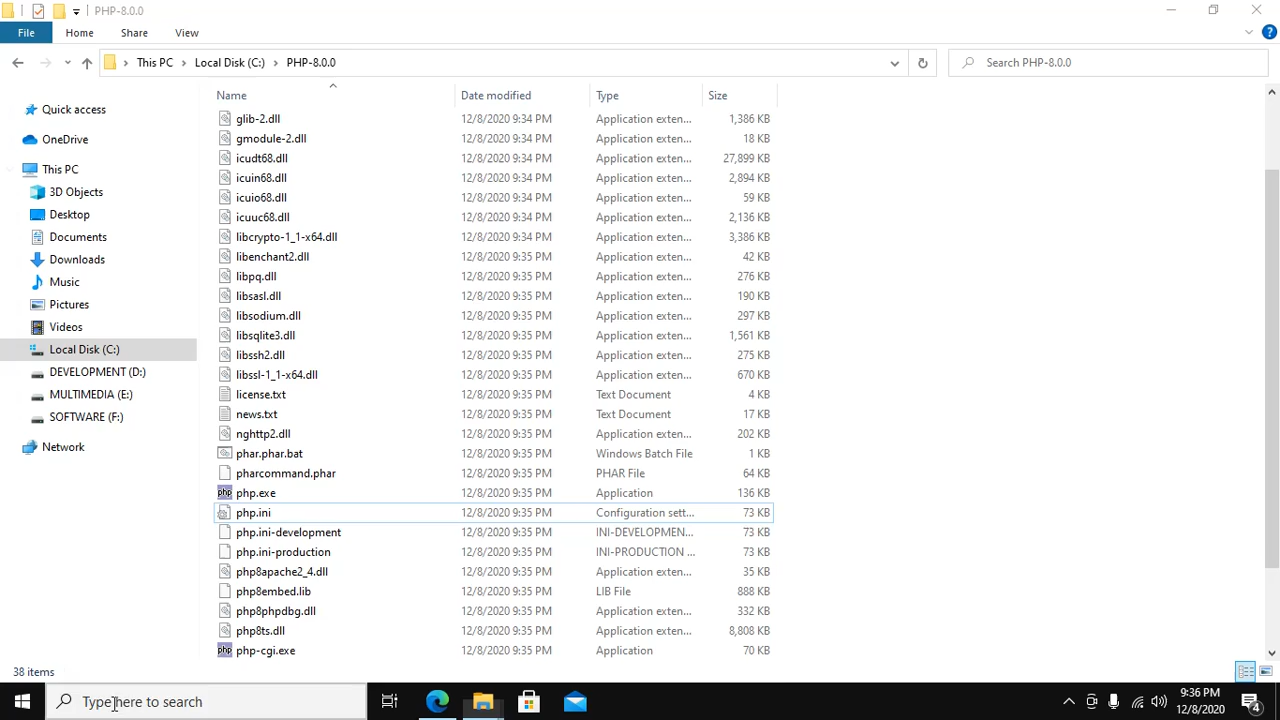 PHP-8.0.0
File Home Share View
This PC Local Disk (C:) PHP-8.0.0 Search PHP-8.0.0
Quick access
OneDrive
This PC
3D Objects
Desktop
Documents
Downloads
Music
Pictures
Videos
Local Disk (C:)
DEVELOPMENT (D:)
MULTIMEDIA (E:)
SOFTWARE (F:)
Network
Name Date modified Type Size
glib-2.dll 12/8/2020 9:34 PM Application exten... 1,386 KB
gmodule-2.dll 12/8/2020 9:34 PM Application exten... 18 KB
icudt68.dll 12/8/2020 9:34 PM Application exten... 27,899 KB
icuin68.dll 12/8/2020 9:34 PM Application exten... 2,894 KB
icuio68.dll 12/8/2020 9:34 PM Application exten... 59 KB
icuuc68.dll 12/8/2020 9:34 PM Application exten... 2,136 KB
libcrypto-1_1-x64.dll 12/8/2020 9:34 PM Application exten... 3,386 KB
libenchant2.dll 12/8/2020 9:35 PM Application exten... 42 KB
libpq.dll 12/8/2020 9:35 PM Application exten... 276 KB
libsasl.dll 12/8/2020 9:35 PM Application exten... 190 KB
libsodium.dll 12/8/2020 9:35 PM Application exten... 297 KB
libsqlite3.dll 12/8/2020 9:35 PM Application exten... 1,561 KB
libssh2.dll 12/8/2020 9:35 PM Application exten... 275 KB
libssl-1_1-x64.dll 12/8/2020 9:35 PM Application exten... 670 KB
license.txt 12/8/2020 9:35 PM Text Document 4 KB
news.txt 12/8/2020 9:35 PM Text Document 17 KB
nghttp2.dll 12/8/2020 9:35 PM Application exten... 202 KB
phar.phar.bat 12/8/2020 9:35 PM Windows Batch File 1 KB
pharcommand.phar 12/8/2020 9:35 PM PHAR File 64 KB
php php.exe 12/8/2020 9:35 PM Application 136 KB
php.ini 12/8/2020 9:35 PM Configuration sett... 73 KB
php.ini-development 12/8/2020 9:35 PM INI-DEVELOPMEN... 73 KB
php.ini-production 12/8/2020 9:35 PM INI-PRODUCTION ... 73 KB
php8apache2_4.dll 12/8/2020 9:35 PM Application exten... 35 KB
php8embed.lib 12/8/2020 9:35 PM LIB File 888 KB
php8phpdbg.dll 12/8/2020 9:35 PM Application exten... 332 KB
php8ts.dll 12/8/2020 9:35 PM Application exten... 8,808 KB
php php-cgi.exe 12/8/2020 9:35 PM Application 70 KB
38 items
Type here to search
9:36 PM
12/8/2020
4